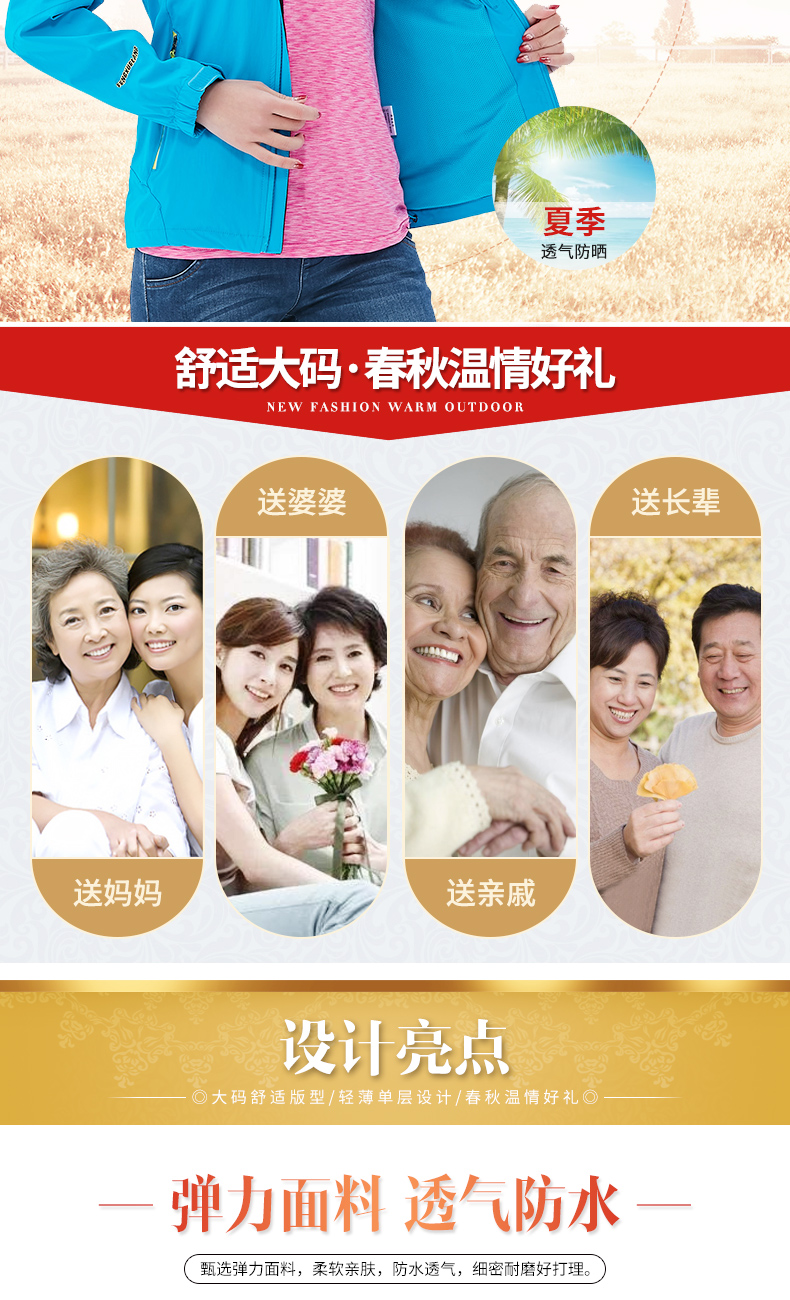 夏季
透气防晒
舒适大码·春秋温情好礼
NEW FASHION WARM OUTDOOR
送婆婆
送长辈
送妈妈
送亲戚
设计亮点
◎大码舒适版型/轻薄单层设计/春秋温情好礼◎
弹力面料 透气防水
甄选弹力面料，柔软亲肤，防水透气，细密耐磨好打理。